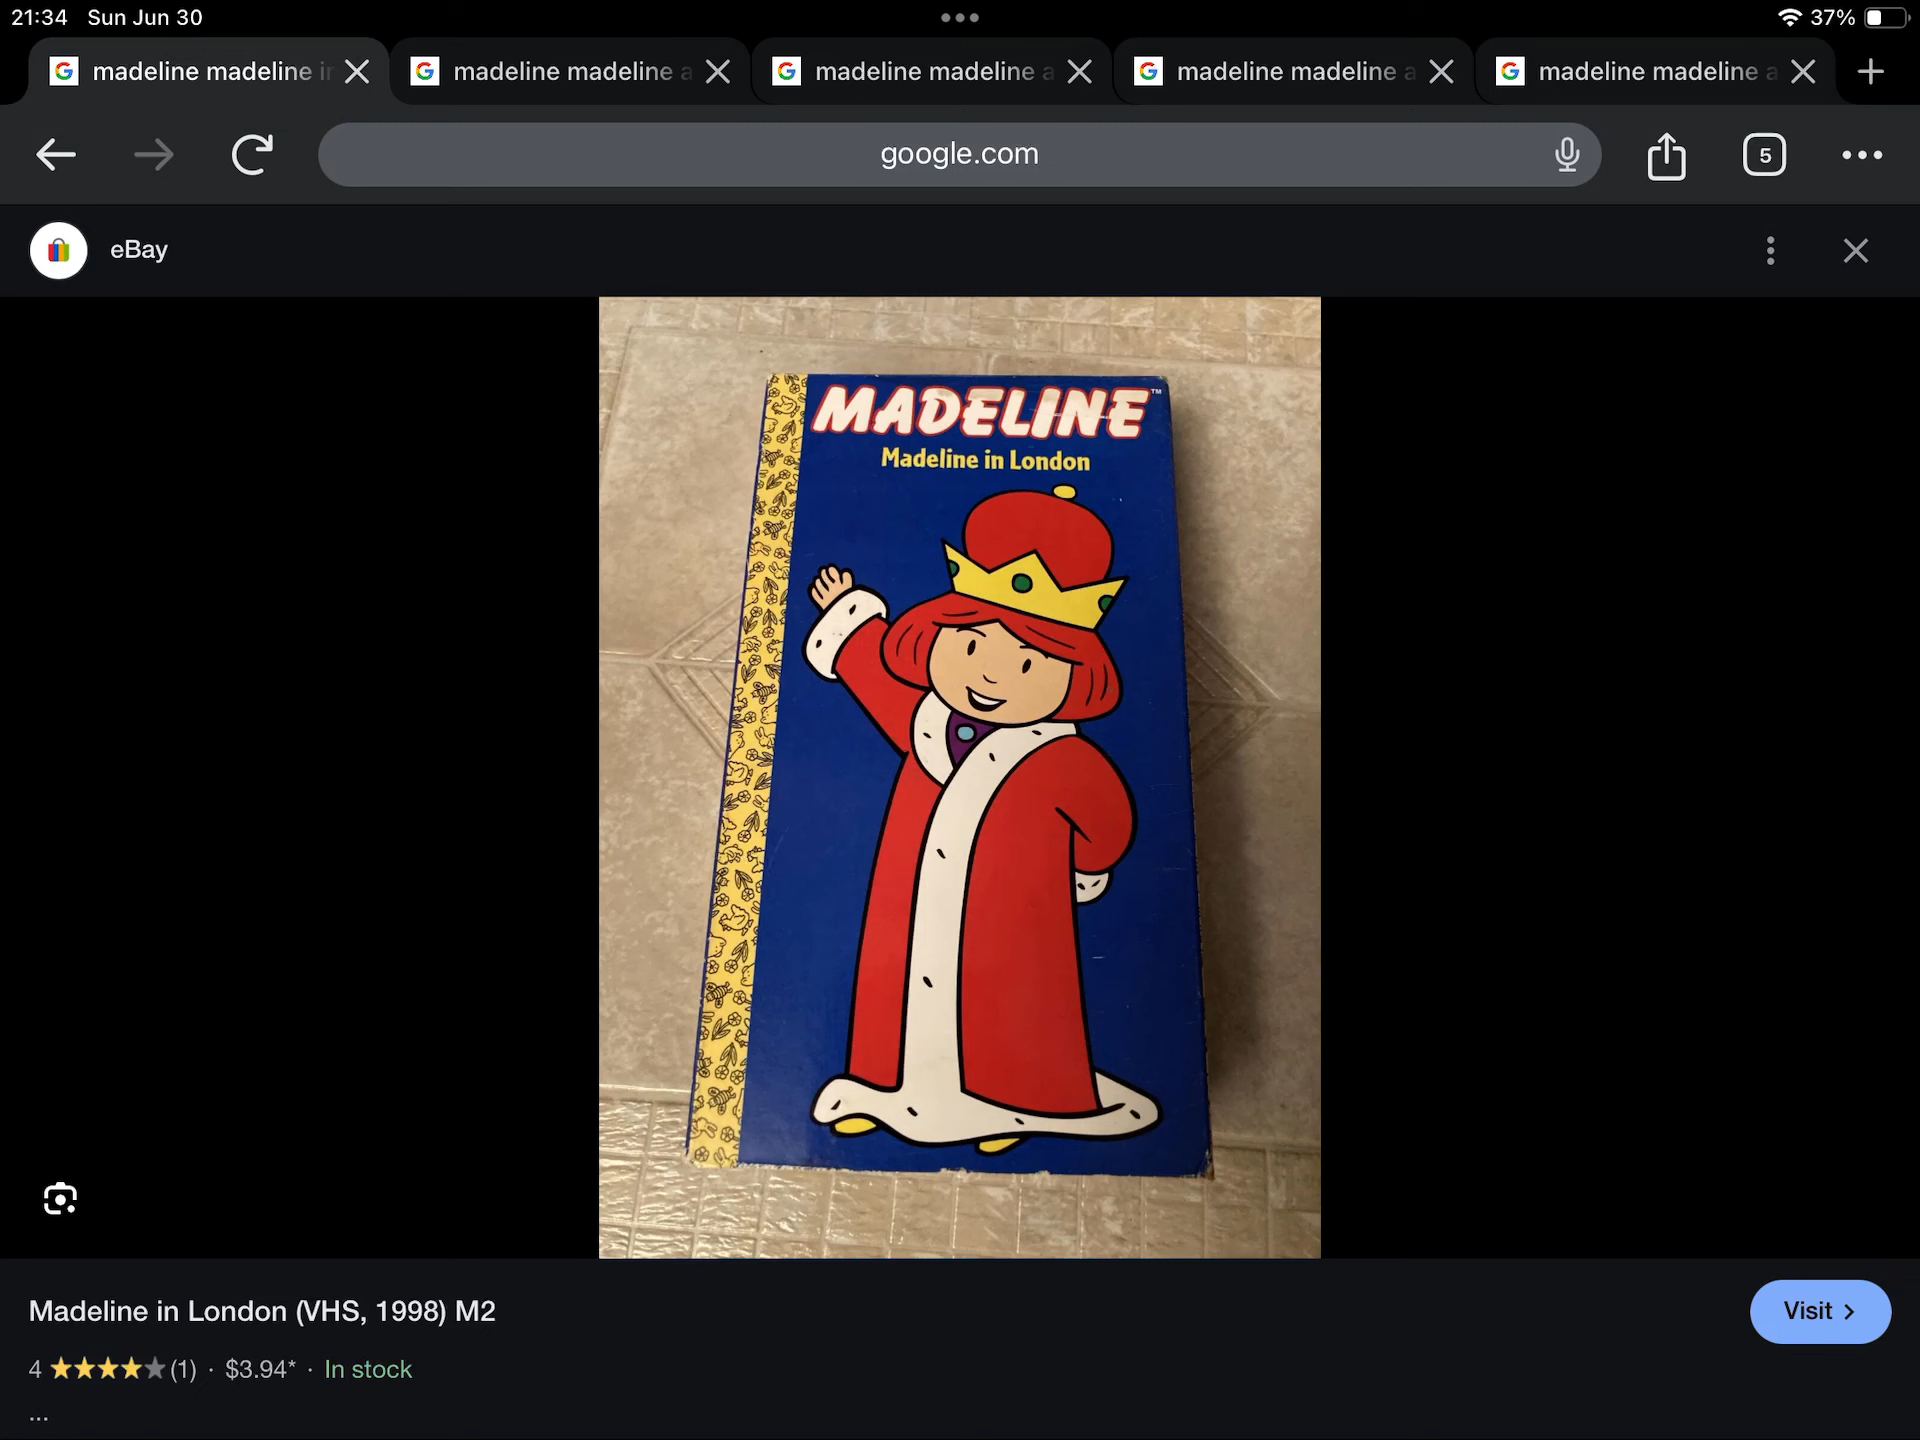 21:34 Sun Jun 30
37%
madeline madeline i
madeline madeline a
madeline madeline a
madeline madeline a
madeline madeline a
google.com
5
eBay
MADELINE™
Madeline in London
Madeline in London (VHS, 1998) M2
Visit
4 ★★★★★ (1) · $3.94* · In stock
...